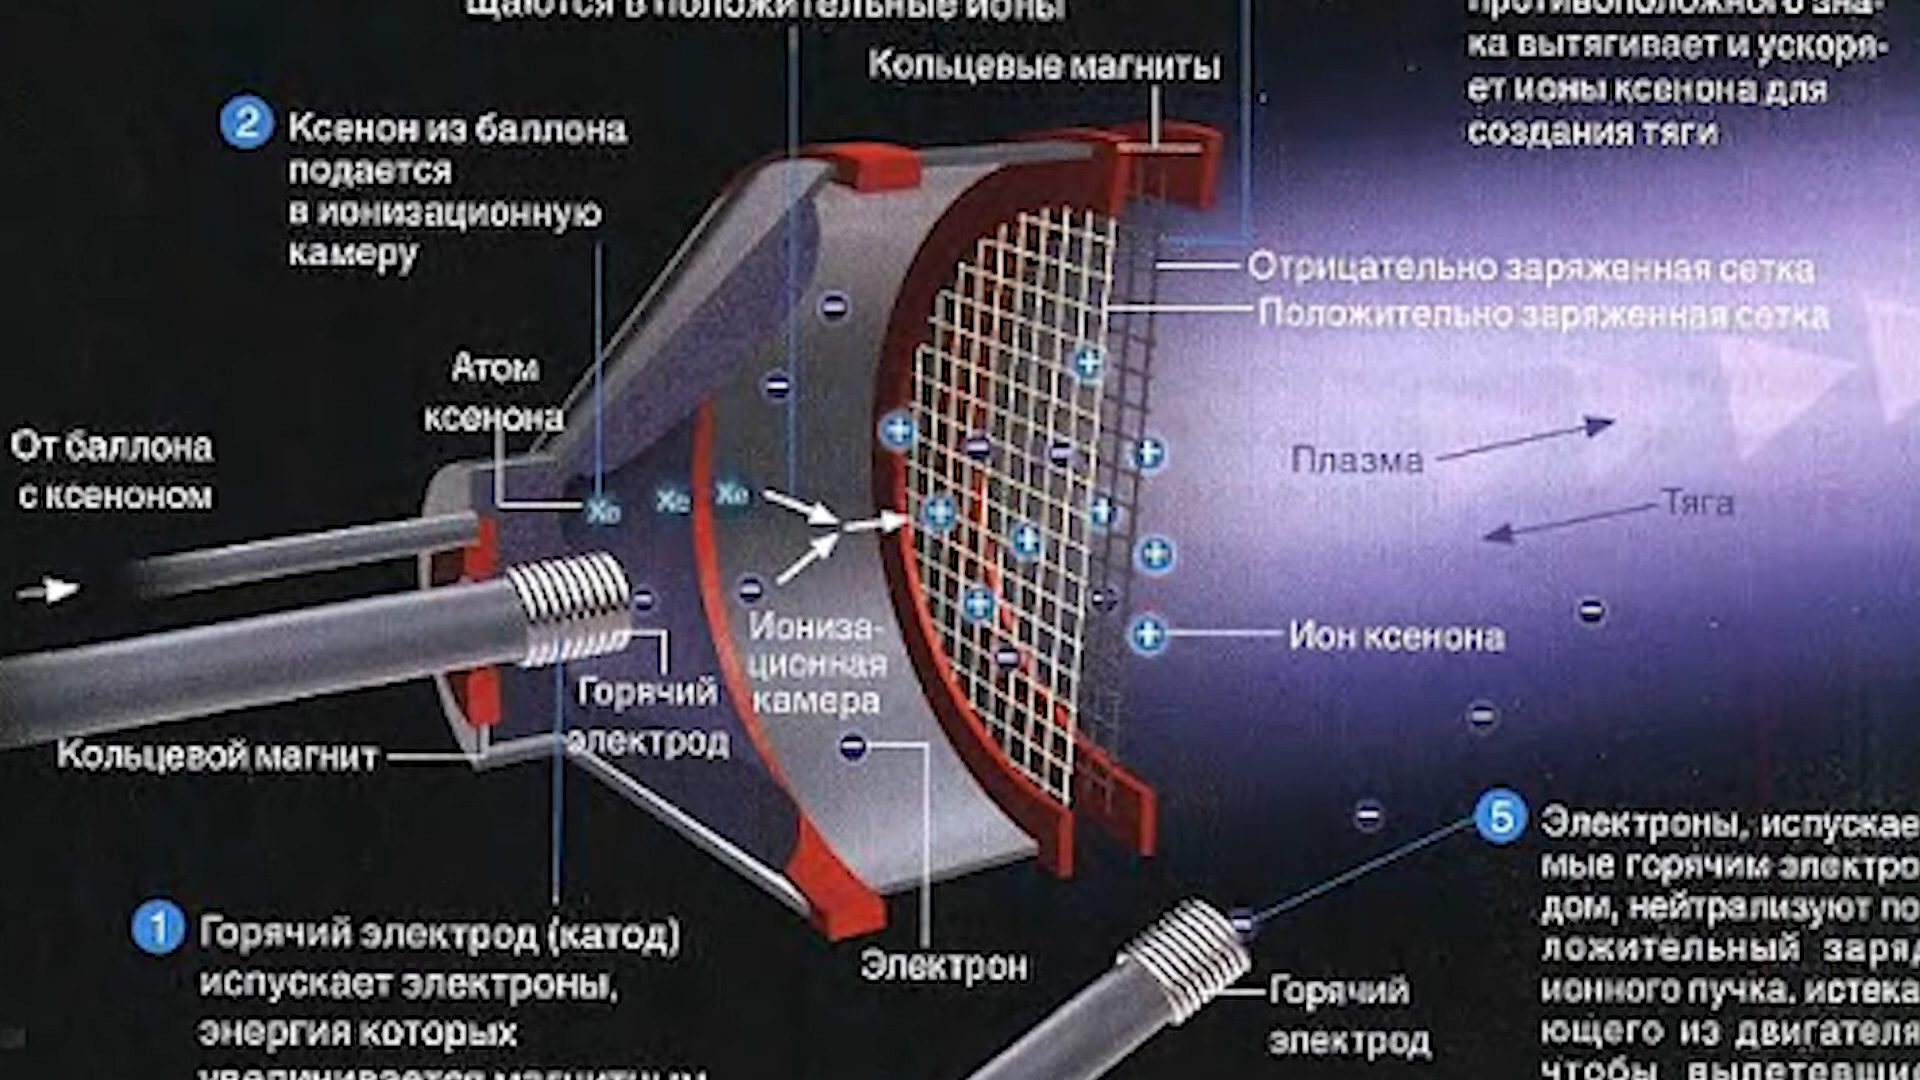 щаются в положительные ионы
противоположного зна-
ка вытягивает и ускоря-
ет ионы ксенона для
создания тяги
Кольцевые магниты
2
Ксенон из баллона
подается
в ионизационную
камеру
Отрицательно заряженная сетка
Положительно заряженная сетка
Атом
ксенона
От баллона
с ксеноном
Плазма
Тяга
Xe Xe Xe
Иониза-
ционная
камера
Ион ксенона
Горячий
электрод
Кольцевой магнит
1
Горячий электрод (катод)
испускает электроны,
энергия которых
увеличивается магнитным
Электрон
Горячий
электрод
5
Электроны, испускае
мые горячим электро
дом, нейтрализуют по
ложительный заряд
ионного пучка, истека
ющего из двигателя
чтобы вылетевшие